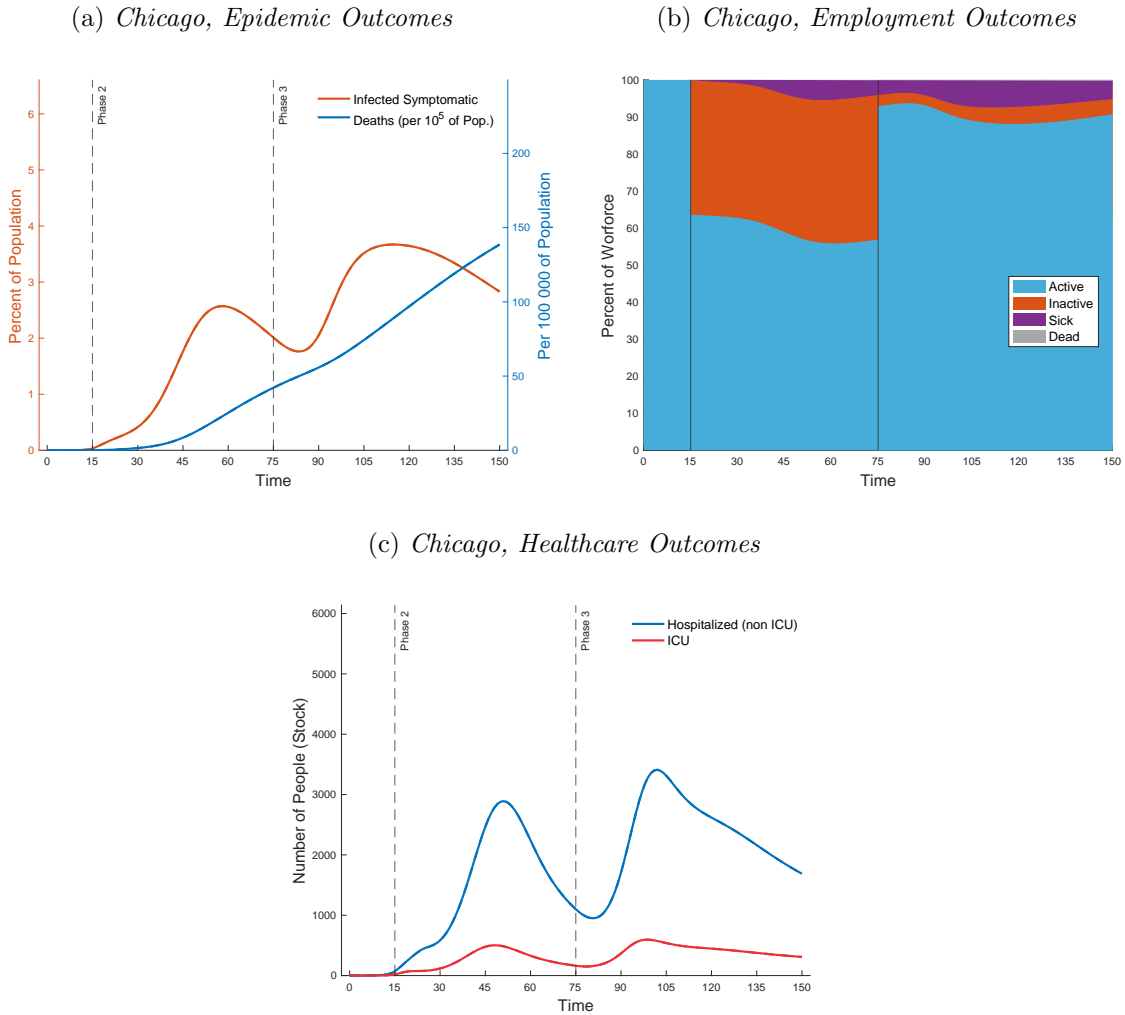 (a) Chicago, Epidemic Outcomes
Phase 2
Phase 3
Infected Symptomatic
Deaths (per 10⁵ of Pop.)
Percent of Population
6
5
4
3
2
1
0
Per 100 000 of Population
200
150
100
50
0
0 15 30 45 60 75 90 105 120 135 150
Time
(b) Chicago, Employment Outcomes
Percent of Worforce
100
90
80
70
60
50
40
30
20
10
0
Active
Inactive
Sick
Dead
0 15 30 45 60 75 90 105 120 135 150
Time
(c) Chicago, Healthcare Outcomes
Phase 2
Phase 3
Hospitalized (non ICU)
ICU
Number of People (Stock)
6000
5000
4000
3000
2000
1000
0
0 15 30 45 60 75 90 105 120 135 150
Time